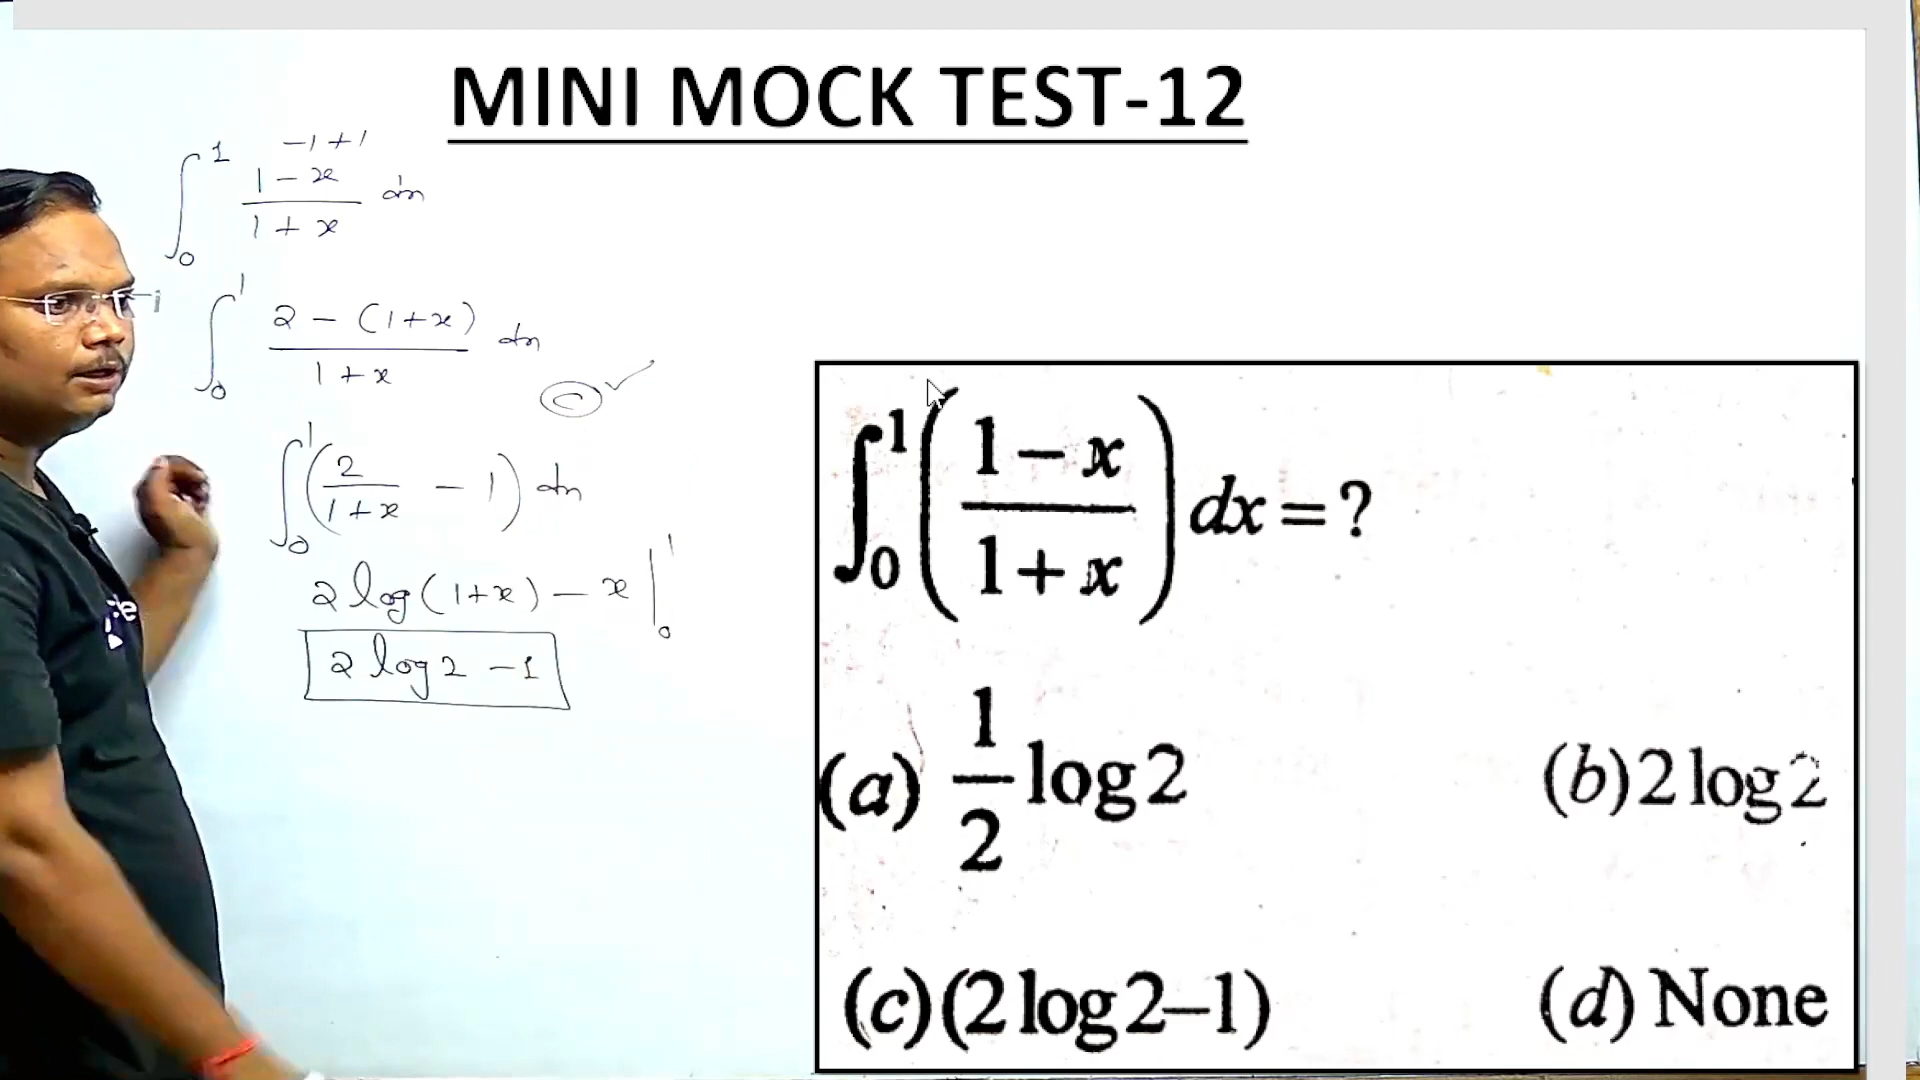 MINI MOCK TEST-12
-1+1
∫₀¹ (1-x)/(1+x) dx
∫₀¹ (2-(1+x))/(1+x) dx
C ✓
∫₀¹ (2/(1+x) - 1) dx
2 log(1+x) - x |₀¹
2 log 2 - 1
∫₀¹ ((1-x)/(1+x)) dx = ?
(a) 1/2 log 2
(b) 2 log 2
(c) (2 log 2–1)
(d) None